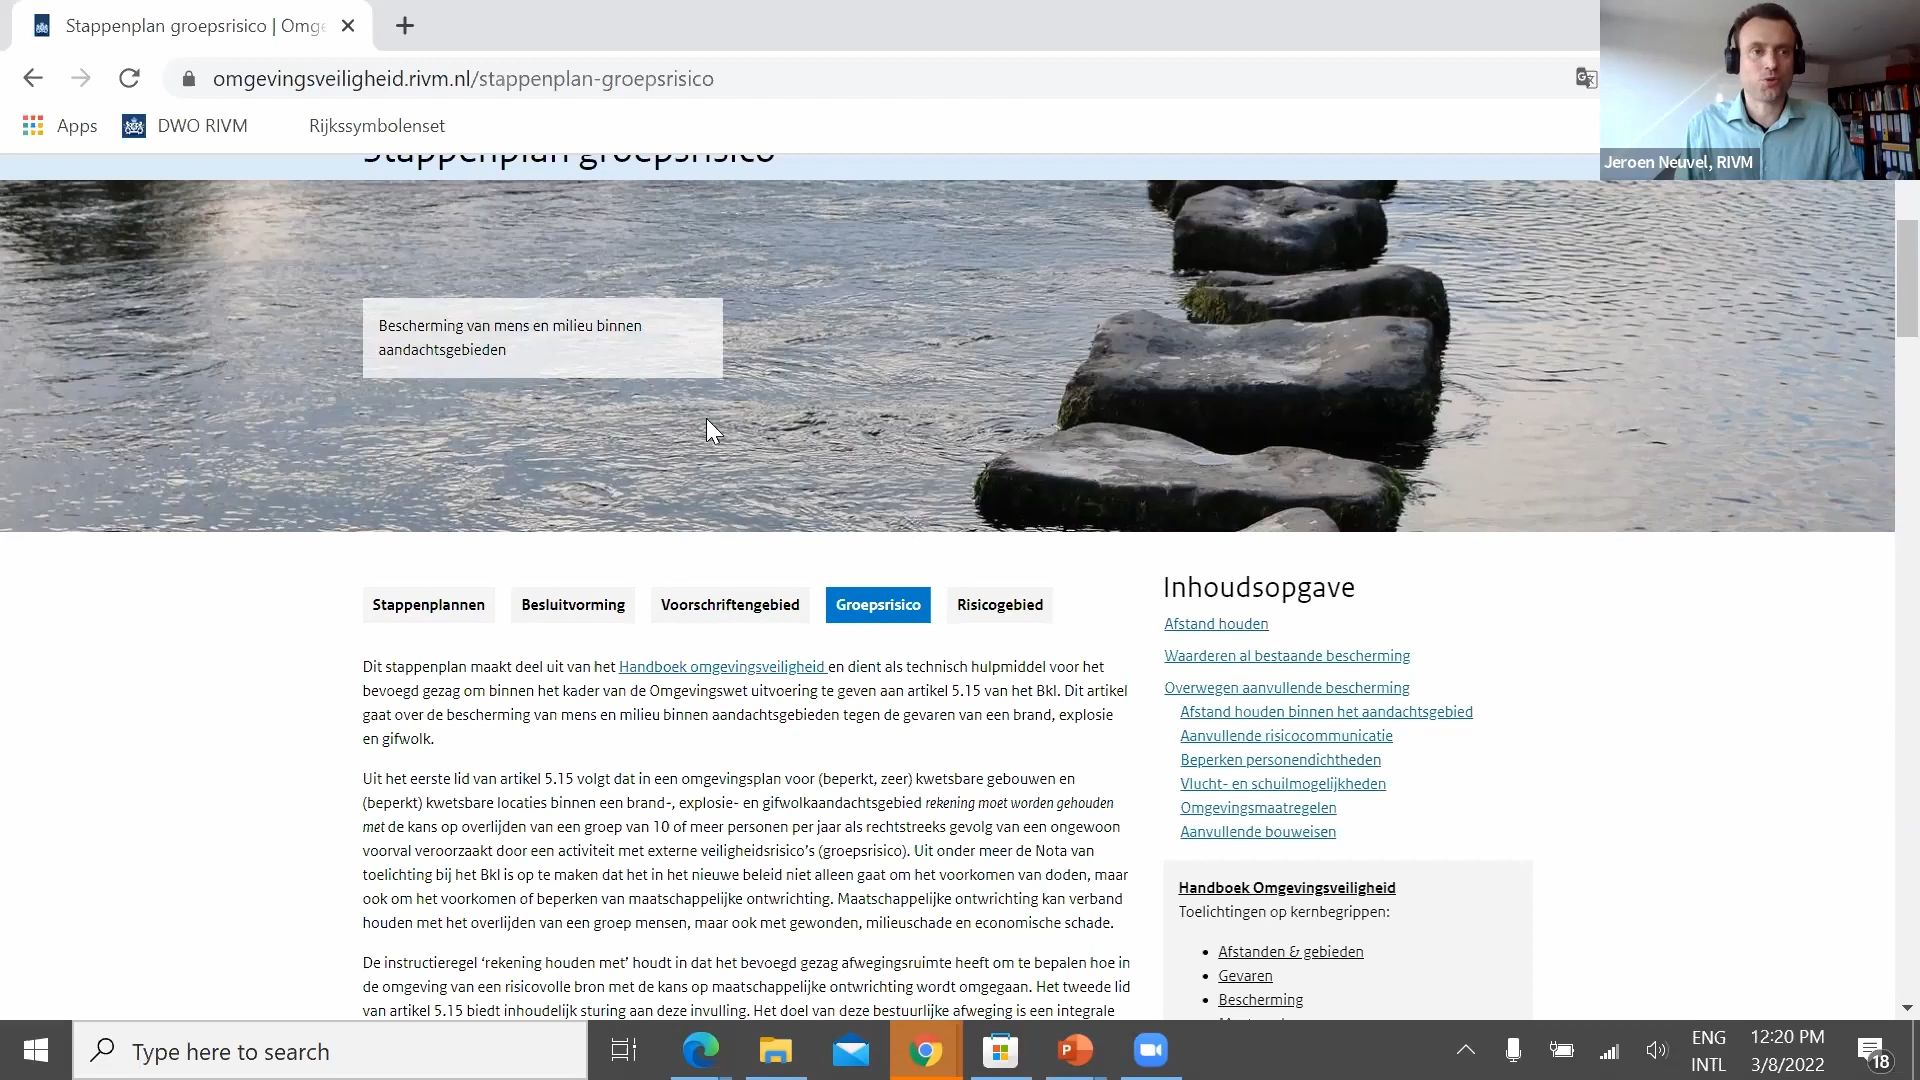 Stappenplan groepsrisico | Omge
omgevingsveiligheid.rivm.nl/stappenplan-groepsrisico
Apps
DWO RIVM
Rijkssymbolenset
Jeroen Neuvel, RIVM
Stappenplan groepsrisico
Bescherming van mens en milieu binnen
aandachtsgebieden
Stappenplannen
Besluitvorming
Voorschriftengebied
Groepsrisico
Risicogebied
Dit stappenplan maakt deel uit van het Handboek omgevingsveiligheid en dient als technisch hulpmiddel voor het
bevoegd gezag om binnen het kader van de Omgevingswet uitvoering te geven aan artikel 5.15 van het Bkl. Dit artikel
gaat over de bescherming van mens en milieu binnen aandachtsgebieden tegen de gevaren van een brand, explosie
en gifwolk.
Uit het eerste lid van artikel 5.15 volgt dat in een omgevingsplan voor (beperkt, zeer) kwetsbare gebouwen en
(beperkt) kwetsbare locaties binnen een brand-, explosie- en gifwolkaandachtsgebied rekening moet worden gehouden
met de kans op overlijden van een groep van 10 of meer personen per jaar als rechtstreeks gevolg van een ongewoon
voorval veroorzaakt door een activiteit met externe veiligheidsrisico's (groepsrisico). Uit onder meer de Nota van
toelichting bij het Bkl is op te maken dat het in het nieuwe beleid niet alleen gaat om het voorkomen van doden, maar
ook om het voorkomen of beperken van maatschappelijke ontwrichting. Maatschappelijke ontwrichting kan verband
houden met het overlijden van een groep mensen, maar ook met gewonden, milieuschade en economische schade.
De instructieregel ‘rekening houden met’ houdt in dat het bevoegd gezag afwegingsruimte heeft om te bepalen hoe in
de omgeving van een risicovolle bron met de kans op maatschappelijke ontwrichting wordt omgegaan. Het tweede lid
van artikel 5.15 biedt inhoudelijk sturing aan deze invulling. Het doel van deze bestuurlijke afweging is een integrale
Inhoudsopgave
Afstand houden
Waarderen al bestaande bescherming
Overwegen aanvullende bescherming
Afstand houden binnen het aandachtsgebied
Aanvullende risicocommunicatie
Beperken personendichtheden
Vlucht- en schuilmogelijkheden
Omgevingsmaatregelen
Aanvullende bouweisen
Handboek Omgevingsveiligheid
Toelichtingen op kernbegrippen:
• Afstanden & gebieden
• Gevaren
• Bescherming
Type here to search
ENG
INTL
12:20 PM
3/8/2022
18